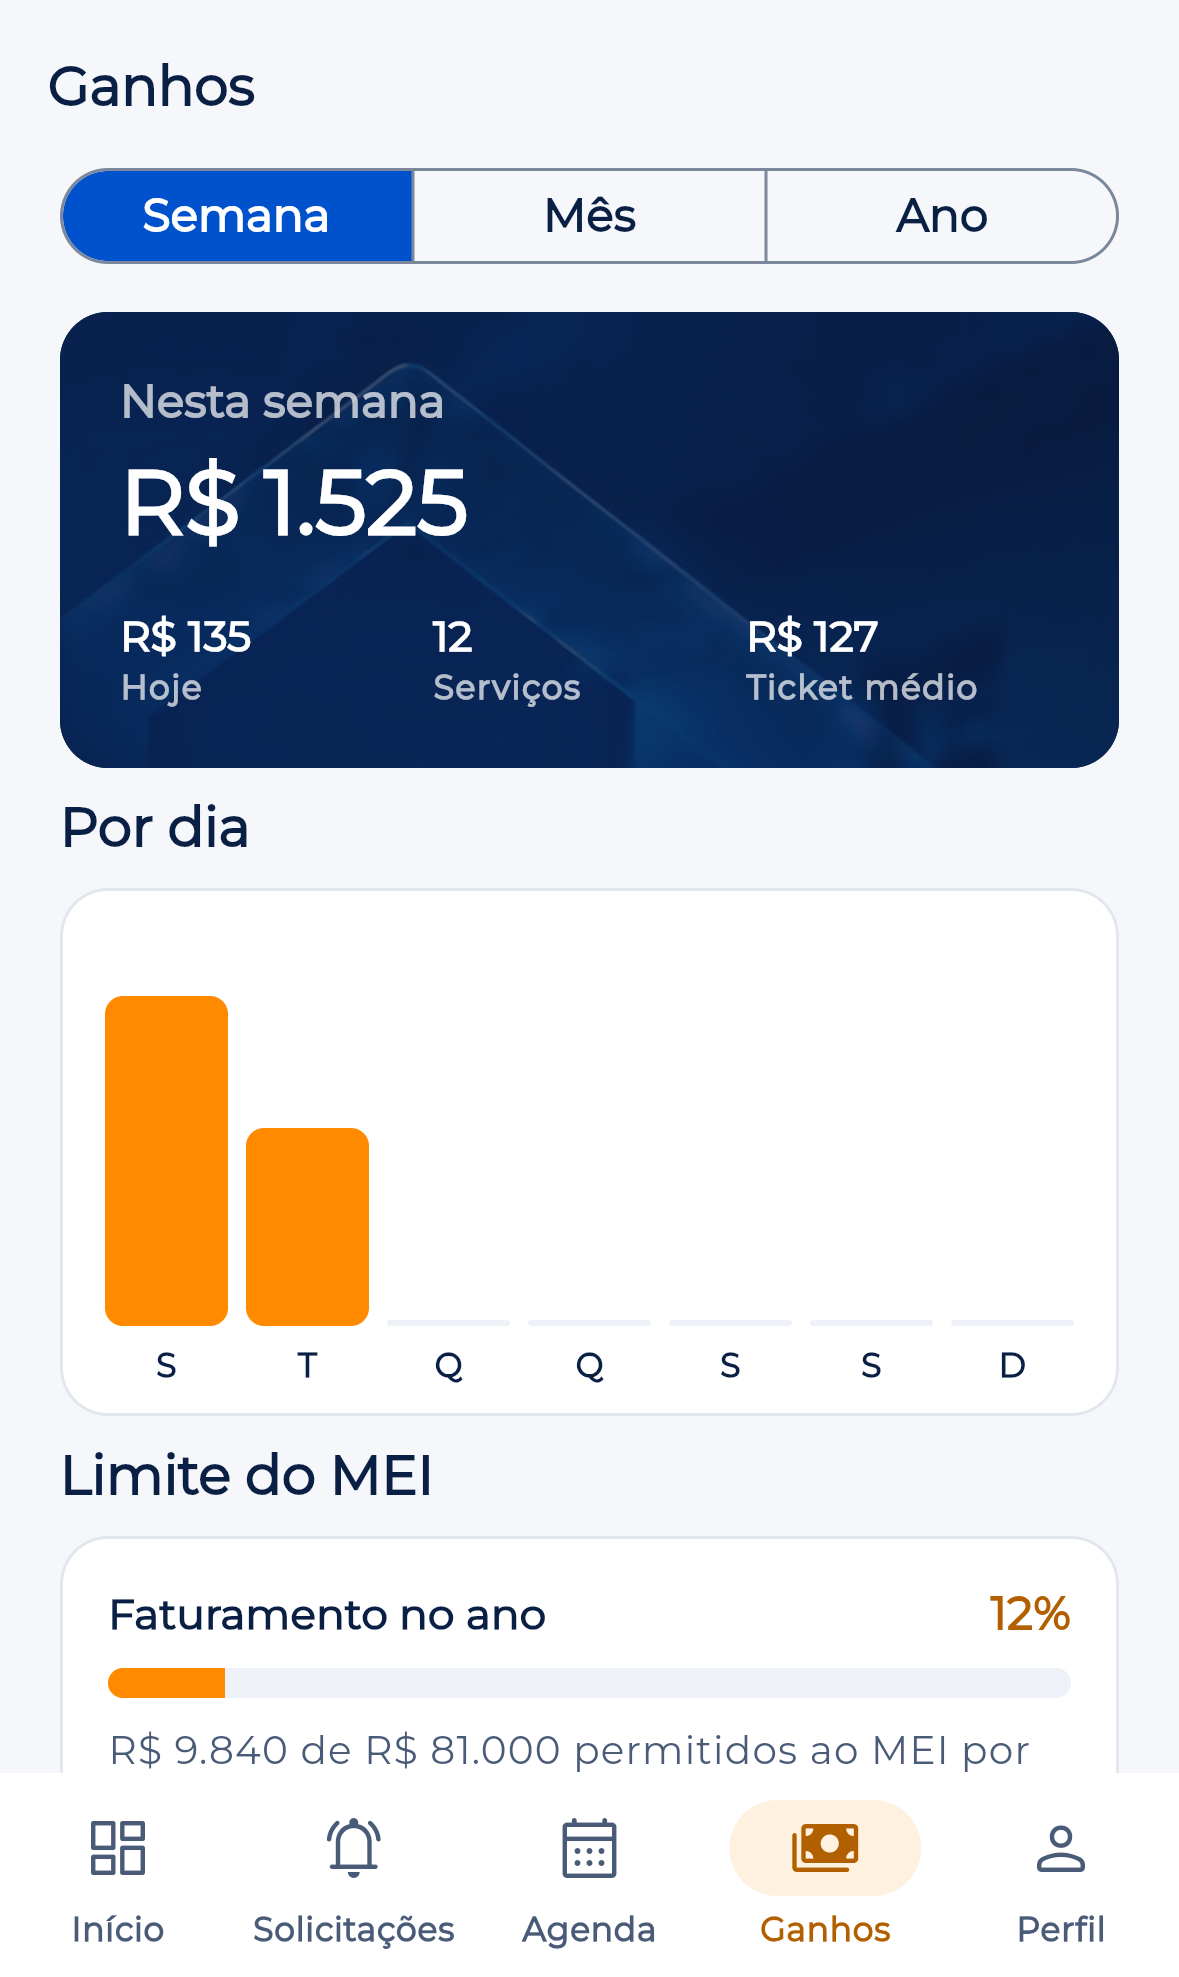 Ganhos
Semana Mês Ano
Nesta semana
R$ 1.525
R$ 135 12 R$ 127
Hoje Serviços Ticket médio
Por dia
S T Q Q S S D
Limite do MEI
Faturamento no ano 12%
R$ 9.840 de R$ 81.000 permitidos ao MEI por
Início Solicitações Agenda Ganhos Perfil